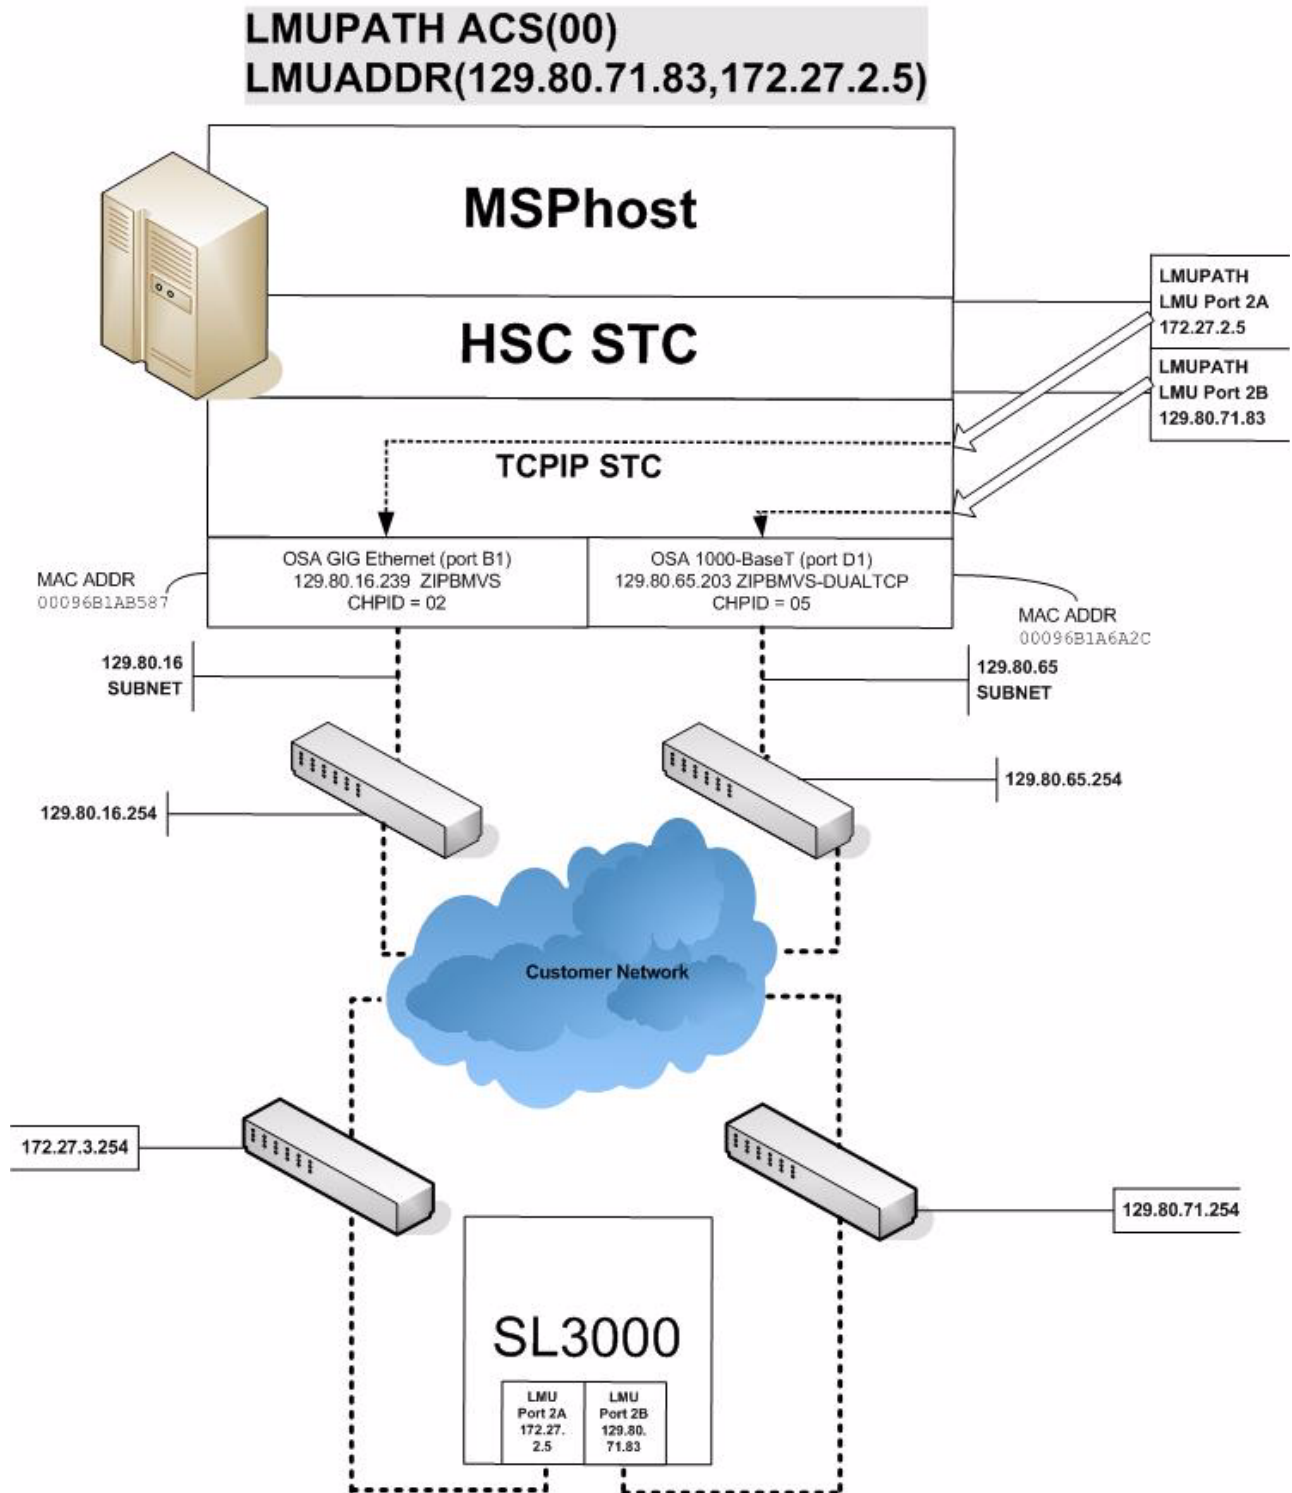 LMUPATH ACS(00)
LMUADDR(129.80.71.83,172.27.2.5)
MSPhost
HSC STC
LMUPATH
LMU Port 2A
172.27.2.5
LMUPATH
LMU Port 2B
129.80.71.83
TCPIP STC
OSA GIG Ethernet (port B1)
129.80.16.239 ZIPBMVS
CHPID = 02
OSA 1000-BaseT (port D1)
129.80.65.203 ZIPBMVS-DUALTCP
CHPID = 05
MAC ADDR
00096B1AB587
MAC ADDR
00096B1A6A2C
129.80.16
SUBNET
129.80.65
SUBNET
129.80.16.254
129.80.65.254
Customer Network
172.27.3.254
129.80.71.254
SL3000
LMU
Port 2A
172.27.
2.5
LMU
Port 2B
129.80.
71.83